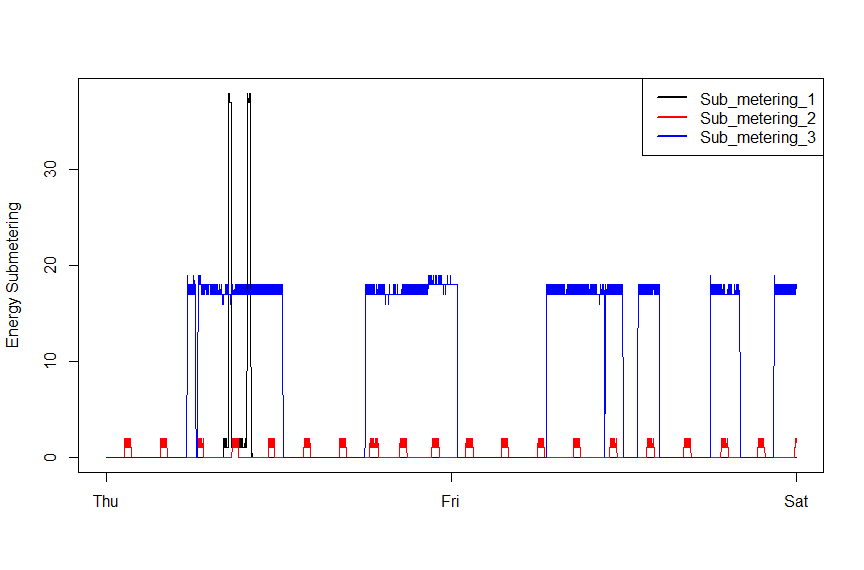 Sub_metering_1
Sub_metering_2
Sub_metering_3
Energy Submetering
30
20
10
0
Thu Fri Sat